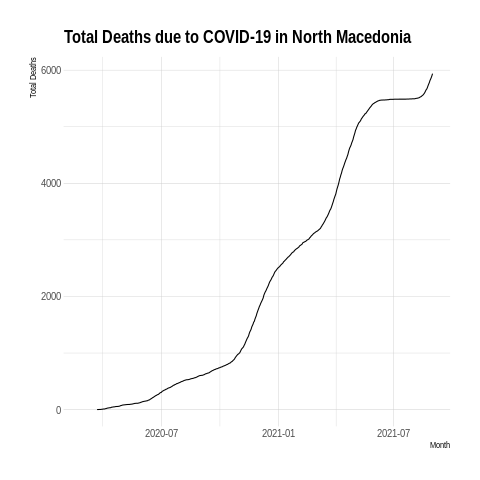 Total Deaths due to COVID-19 in North Macedonia
Total Deaths
6000
4000
2000
0
2020-07
2021-01
2021-07
Month